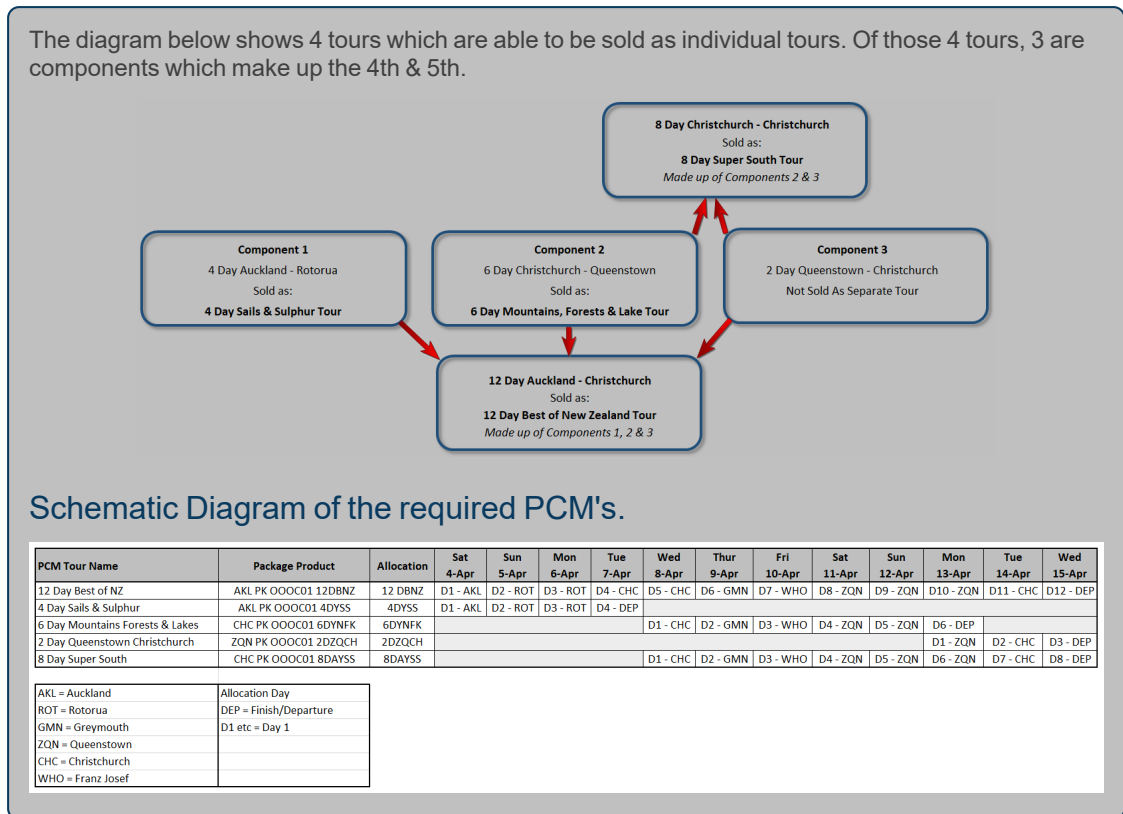 The diagram below shows 4 tours which are able to be sold as individual tours. Of those 4 tours, 3 are
components which make up the 4th & 5th.
8 Day Christchurch - Christchurch
Sold as:
8 Day Super South Tour
Made up of Components 2 & 3
Component 1
4 Day Auckland - Rotorua
Sold as:
4 Day Sails & Sulphur Tour
Component 2
6 Day Christchurch - Queenstown
Sold as:
6 Day Mountains, Forests & Lake Tour
Component 3
2 Day Queenstown - Christchurch
Not Sold As Separate Tour
12 Day Auckland - Christchurch
Sold as:
12 Day Best of New Zealand Tour
Made up of Components 1, 2 & 3
Schematic Diagram of the required PCM's.
PCM Tour Name Package Product Allocation Sat Sun Mon Tue Wed Thur Fri Sat Sun Mon Tue Wed
4-Apr 5-Apr 6-Apr 7-Apr 8-Apr 9-Apr 10-Apr 11-Apr 12-Apr 13-Apr 14-Apr 15-Apr
12 Day Best of NZ AKL PK OOOC01 12DBNZ 12 DBNZ D1 - AKL D2 - ROT D3 - ROT D4 - CHC D5 - CHC D6 - GMN D7 - WHO D8 - ZQN D9 - ZQN D10 - ZQN D11 - CHC D12 - DEP
4 Day Sails & Sulphur AKL PK OOOC01 4DYSS 4DYSS D1 - AKL D2 - ROT D3 - ROT D4 - DEP
6 Day Mountains Forests & Lakes CHC PK OOOC01 6DYNFK 6DYNFK D1 - CHC D2 - GMN D3 - WHO D4 - ZQN D5 - ZQN D6 - DEP
2 Day Queenstown Christchurch ZQN PK OOOC01 2DZQCH 2DZQCH D1 - ZQN D2 - CHC D3 - DEP
8 Day Super South CHC PK OOOC01 8DAYSS 8DAYSS D1 - CHC D2 - GMN D3 - WHO D4 - ZQN D5 - ZQN D6 - ZQN D7 - CHC D8 - DEP
AKL = Auckland Allocation Day
ROT = Rotorua DEP = Finish/Departure
GMN = Greymouth D1 etc = Day 1
ZQN = Queenstown
CHC = Christchurch
WHO = Franz Josef